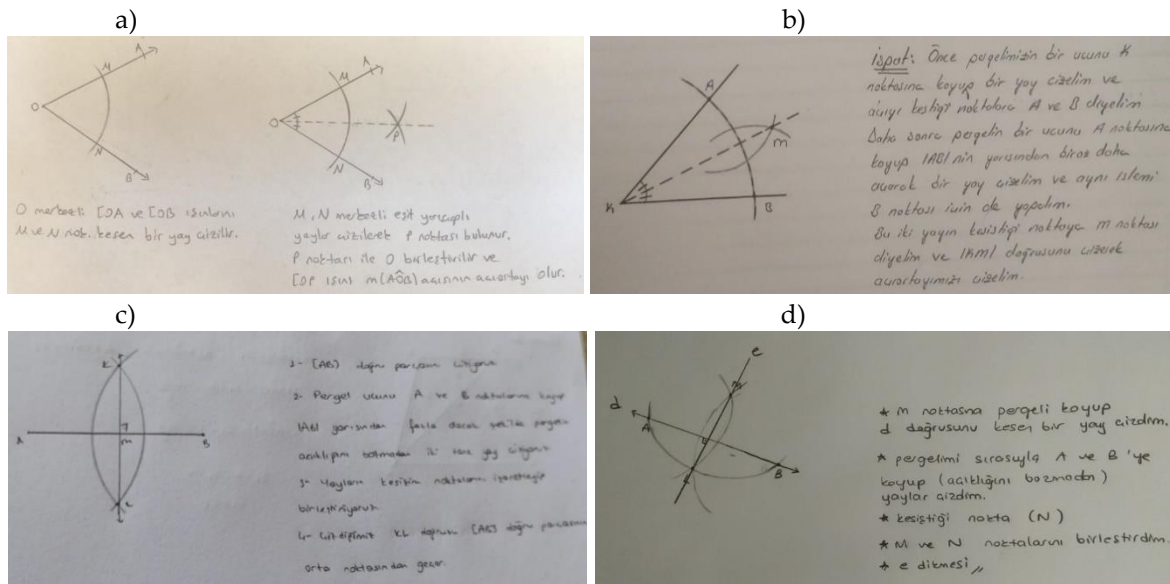 a)
A
M
O
N
B
A
M
O
P
N
B
O merkezli [OA ve [OB ışınlarını
M ve N nok. kesen bir yay çizilir.
M, N merkezli eşit yarıçaplı
yaylar çizilerek P noktası bulunur.
P noktası ile O birleştirilir ve
[OP ışını m(AÔB) açısının açıortayı olur.
b)
A
m
K
B
ispat: Önce pergelimizin bir ucunu K
noktasına koyup bir yay çizelim ve
açıyı kestiği noktalara A ve B diyelim
Daha sonra pergelin bir ucunu A noktasına
koyup |AB|'nin yarısından biraz daha
açarak bir yay çizelim ve aynı işlemi
B noktası için de yapalım.
Bu iki yayın kesiştiği noktaya m noktası
diyelim ve |KM| doğrusunu çizerek
açıortayımızı çizelim.
c)
K
A
m
B
L
1- [AB] doğru parçasını çiziyoruz
2- Pergel ucunu A ve B noktalarına koyup
|AB| yarısından fazla olacak şekilde pergelin
açıklığını bozmadan iki tane yay çiziyoruz
3- Yayların kesişim noktalarını işaretleyip
birleştiriyoruz
4- Çizdiğimiz KL doğrusu [AB] doğru parçasının
orta noktasından geçer.
d)
e
d
A
B
* m noktasına pergeli koyup
d doğrusunu kesen bir yay çizdim.
* pergelimi sırasıyla A ve B'ye
koyup (açıklığını bozmadan)
yaylar çizdim.
* kesiştiği nokta (N)
* M ve N noktalarını birleştirdim.
* e dikmesi,,